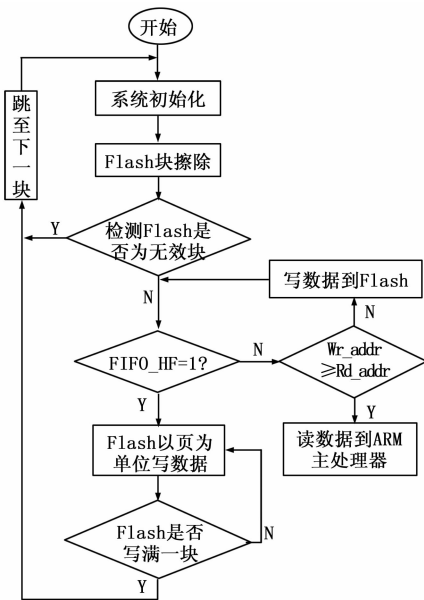 开始
系统初始化
跳
至
下
一
块
Flash块擦除
Y
检测Flash是
否为无效块
写数据到Flash
N
N
FIFO_HF=1?
N
Wr_addr
≥Rd_addr
Y
Y
Flash以页为
单位写数据
读数据到ARM
主处理器
Flash是否
写满一块
N
Y